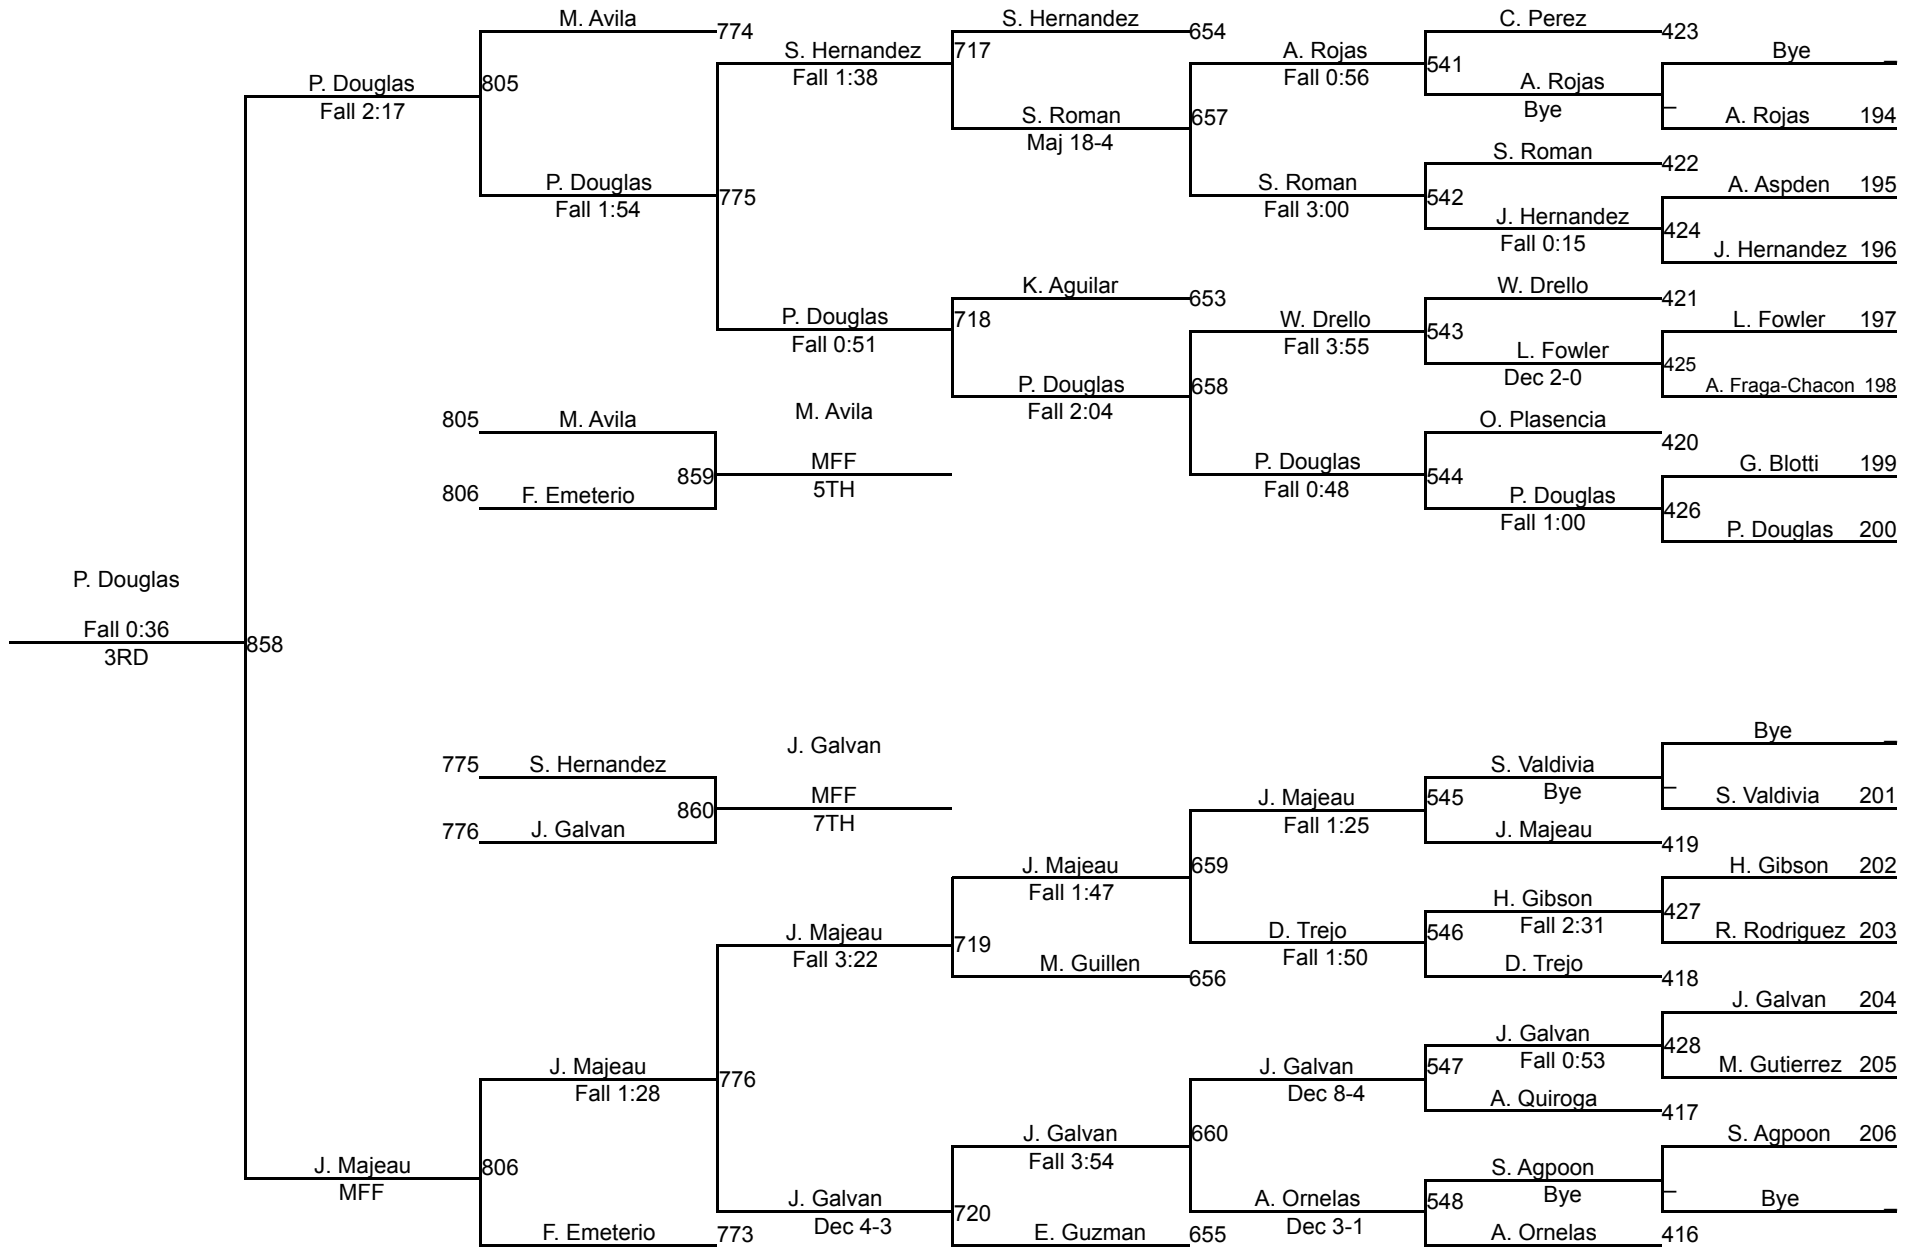 M. Avila
774
S. Hernandez
654
C. Perez
423
Bye
_
P. Douglas
Fall 2:17
805
S. Hernandez
Fall 1:38
717
A. Rojas
Fall 0:56
541
A. Rojas
Bye
_
A. Rojas 194
S. Roman
Maj 18-4
657
S. Roman
422
A. Aspden 195
P. Douglas
Fall 1:54
775
S. Roman
Fall 3:00
542
J. Hernandez
Fall 0:15
424
J. Hernandez 196
K. Aguilar
653
W. Drello
421
P. Douglas
Fall 0:51
718
W. Drello
Fall 3:55
543
L. Fowler 197
L. Fowler
Dec 2-0
425
A. Fraga-Chacon 198
P. Douglas
Fall 2:04
658
805 M. Avila
M. Avila
O. Plasencia
420
G. Blotti 199
859
MFF
5TH
P. Douglas
Fall 0:48
544
806 F. Emeterio
P. Douglas
Fall 1:00
426
P. Douglas 200
P. Douglas
Fall 0:36
3RD
858
Bye
_
J. Galvan
775 S. Hernandez
S. Valdivia
Bye
_
S. Valdivia 201
860
MFF
7TH
J. Majeau
Fall 1:25
545
776 J. Galvan
J. Majeau
419
J. Majeau
Fall 1:47
659
H. Gibson 202
H. Gibson
Fall 2:31
427
R. Rodriguez 203
J. Majeau
Fall 3:22
719
D. Trejo
Fall 1:50
546
M. Guillen
656
D. Trejo
418
J. Galvan 204
J. Galvan
Fall 0:53
428
J. Majeau
Fall 1:28
776
J. Galvan
Dec 8-4
547
M. Gutierrez 205
A. Quiroga
417
J. Galvan
Fall 3:54
660
S. Agpoon 206
J. Majeau
MFF
806
S. Agpoon
Bye
_
J. Galvan
Dec 4-3
720
A. Ornelas
Dec 3-1
548
Bye
_
F. Emeterio
773
E. Guzman
655
A. Ornelas
416